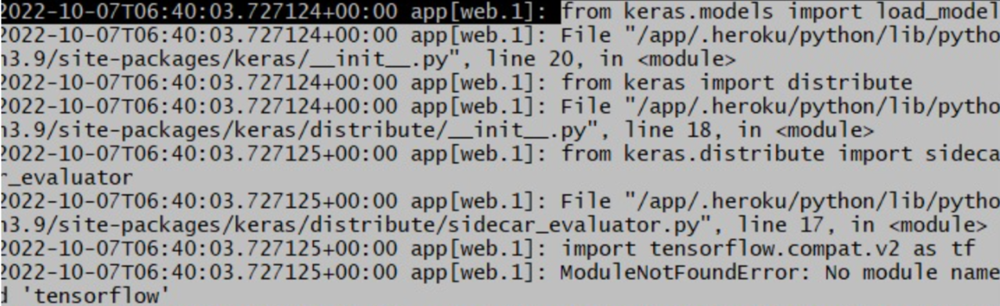 2022-10-07T06:40:03.727124+00:00 app[web.1]: from keras.models import load_model
2022-10-07T06:40:03.727124+00:00 app[web.1]: File "/app/.heroku/python/lib/pytho
n3.9/site-packages/keras/__init__.py", line 20, in <module>
2022-10-07T06:40:03.727124+00:00 app[web.1]: from keras import distribute
2022-10-07T06:40:03.727124+00:00 app[web.1]: File "/app/.heroku/python/lib/pytho
n3.9/site-packages/keras/distribute/__init__.py", line 18, in <module>
2022-10-07T06:40:03.727125+00:00 app[web.1]: from keras.distribute import sideca
r_evaluator
2022-10-07T06:40:03.727125+00:00 app[web.1]: File "/app/.heroku/python/lib/pytho
n3.9/site-packages/keras/distribute/sidecar_evaluator.py", line 17, in <module>
2022-10-07T06:40:03.727125+00:00 app[web.1]: import tensorflow.compat.v2 as tf
2022-10-07T06:40:03.727125+00:00 app[web.1]: ModuleNotFoundError: No module name
d 'tensorflow'